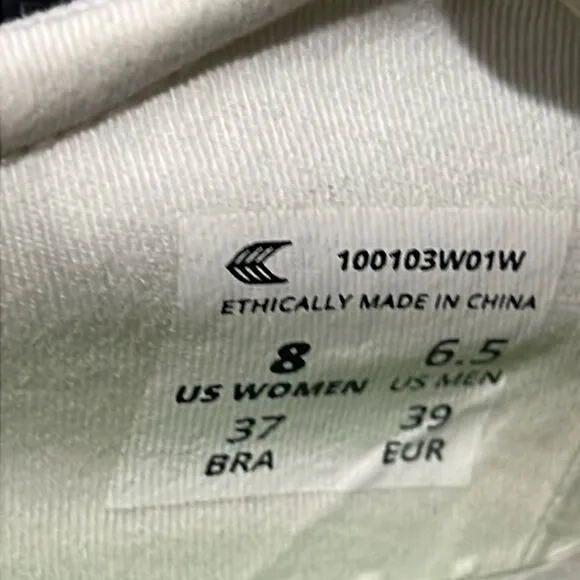 100103W01W
ETHICALLY MADE IN CHINA
8 6.5
US WOMEN US MEN
37 39
BRA EUR